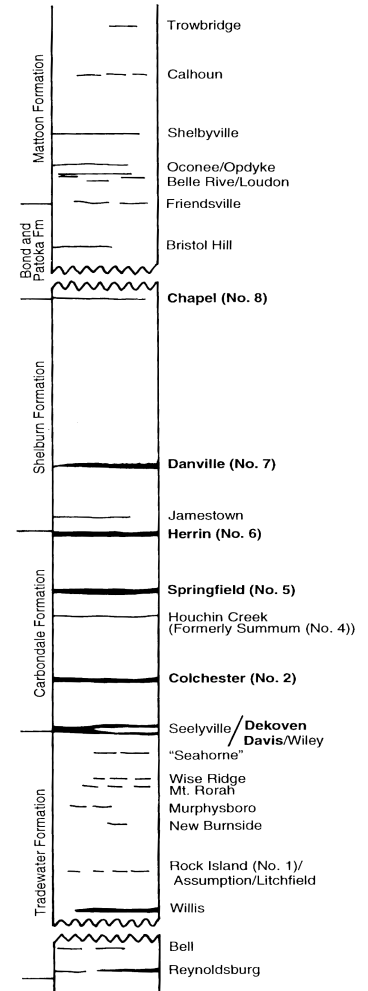 Mattoon Formation
Trowbridge
Calhoun
Shelbyville
Oconee/Opdyke
Belle Rive/Loudon
Friendsville
Bond and
Patoka Fm
Bristol Hill
Chapel (No. 8)
Shelburn Formation
Danville (No. 7)
Jamestown
Herrin (No. 6)
Carbondale Formation
Springfield (No. 5)
Houchin Creek
(Formerly Summum (No. 4))
Colchester (No. 2)
Seelyville/Dekoven
Davis/Wiley
"Seahorne"
Tradewater Formation
Wise Ridge
Mt. Rorah
Murphysboro
New Burnside
Rock Island (No. 1)/
Assumption/Litchfield
Willis
Bell
Reynoldsburg